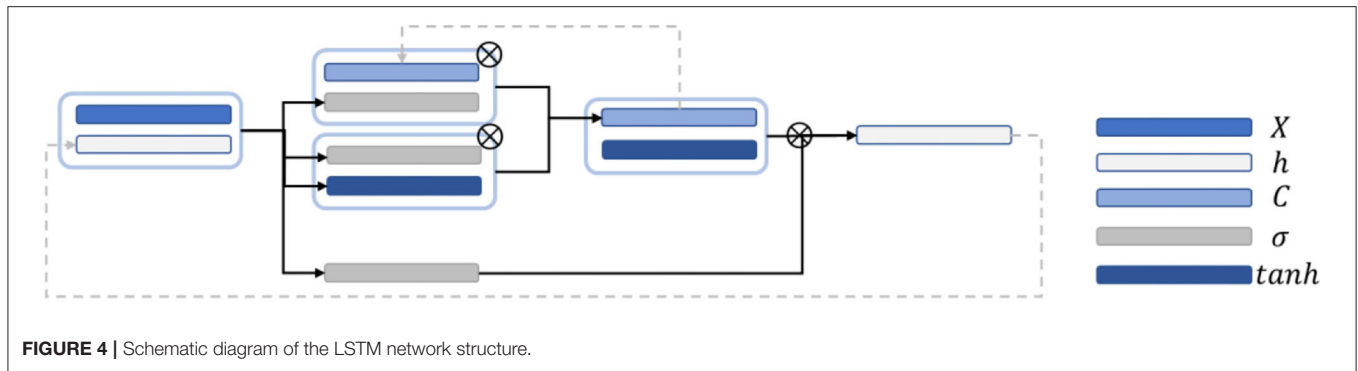 X
h
C
σ
tanh
FIGURE 4 | Schematic diagram of the LSTM network structure.